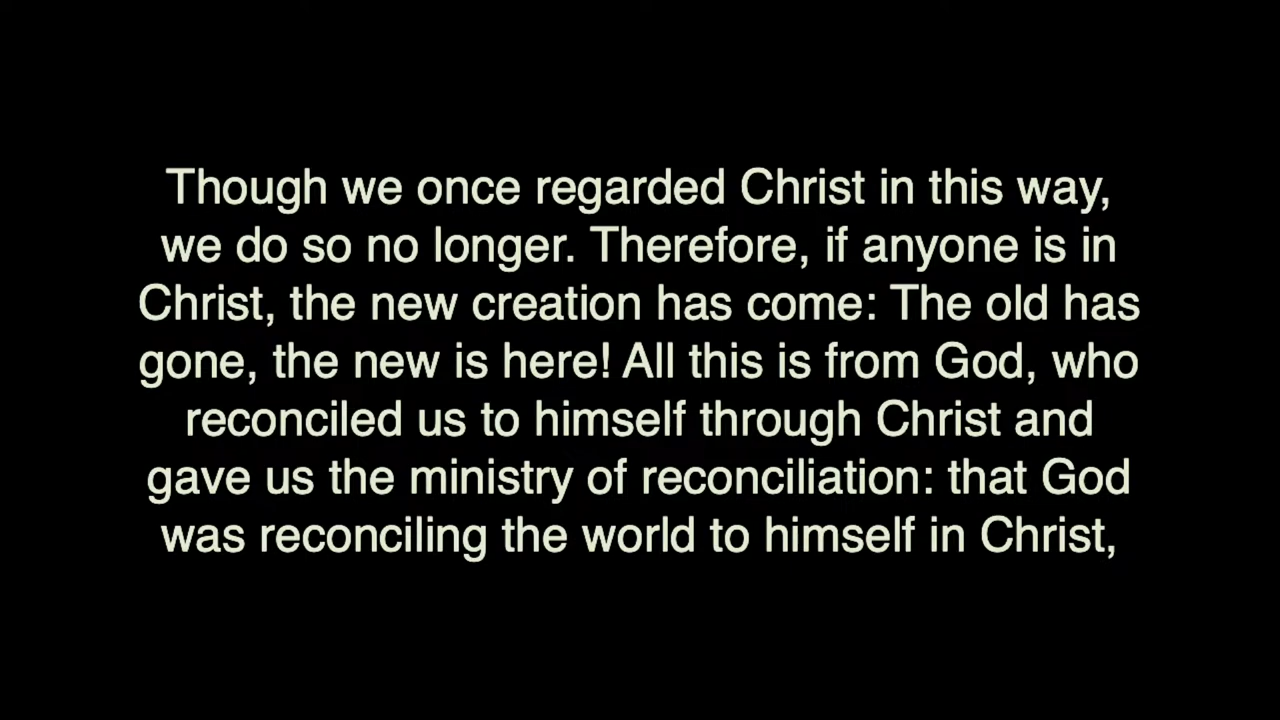 Though we once regarded Christ in this way,
we do so no longer. Therefore, if anyone is in
Christ, the new creation has come: The old has
gone, the new is here! All this is from God, who
reconciled us to himself through Christ and
gave us the ministry of reconciliation: that God
was reconciling the world to himself in Christ,